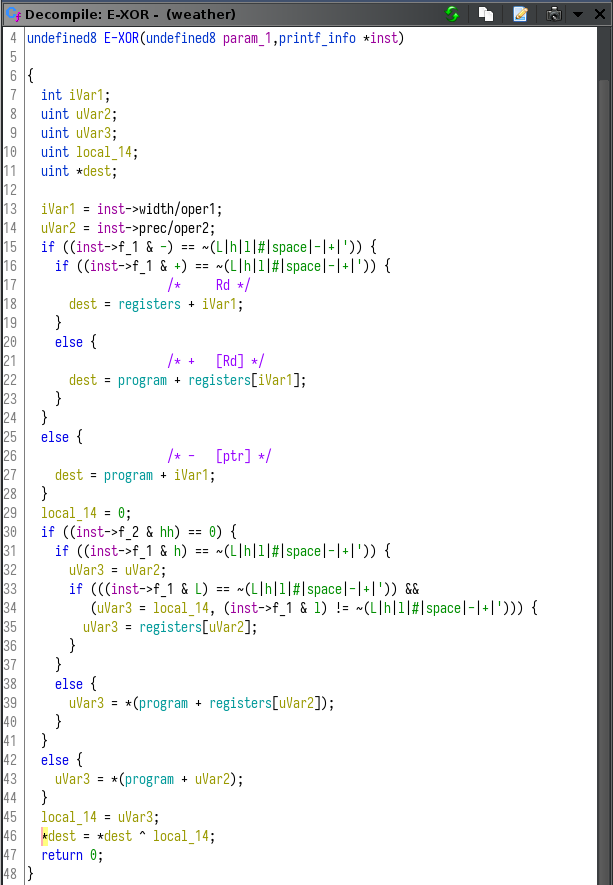 Decompile: E-XOR - (weather)
4 undefined8 E-XOR(undefined8 param_1,printf_info *inst)
5
6 {
7   int iVar1;
8   uint uVar2;
9   uint uVar3;
10   uint local_14;
11   uint *dest;
12
13   iVar1 = inst->width/oper1;
14   uVar2 = inst->prec/oper2;
15   if ((inst->f_1 & -) == ~(L|h|l|#|space|-|+|')) {
16     if ((inst->f_1 & +) == ~(L|h|l|#|space|-|+|')) {
17                     /*     Rd */
18       dest = registers + iVar1;
19     }
20     else {
21                     /* +   [Rd] */
22       dest = program + registers[iVar1];
23     }
24   }
25   else {
26                     /* -   [ptr] */
27     dest = program + iVar1;
28   }
29   local_14 = 0;
30   if ((inst->f_2 & hh) == 0) {
31     if ((inst->f_1 & h) == ~(L|h|l|#|space|-|+|')) {
32       uVar3 = uVar2;
33       if (((inst->f_1 & L) == ~(L|h|l|#|space|-|+|')) &&
34          (uVar3 = local_14, (inst->f_1 & l) != ~(L|h|l|#|space|-|+|'))) {
35         uVar3 = registers[uVar2];
36       }
37     }
38     else {
39       uVar3 = *(program + registers[uVar2]);
40     }
41   }
42   else {
43     uVar3 = *(program + uVar2);
44   }
45   local_14 = uVar3;
46   *dest = *dest ^ local_14;
47   return 0;
48 }